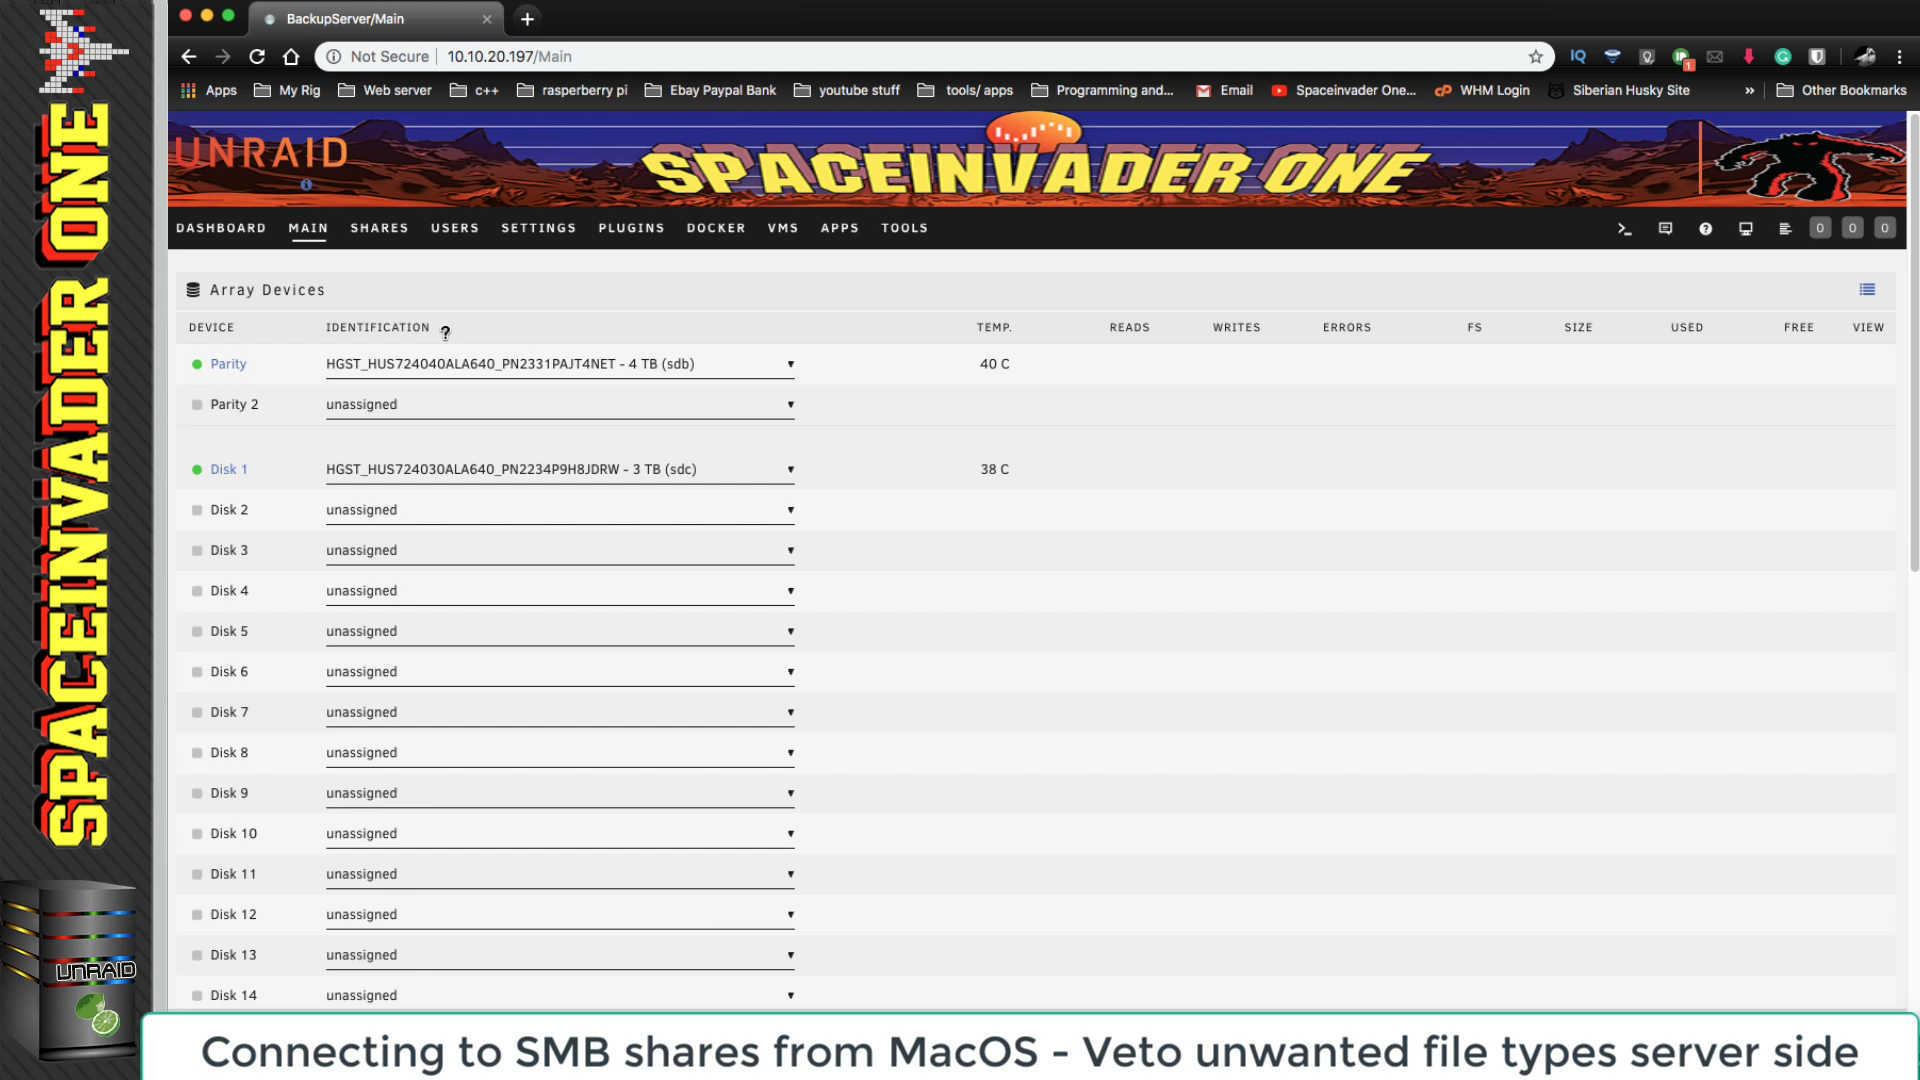 BackupServer/Main
Not Secure | 10.10.20.197/Main
Apps My Rig Web server c++ rasperberry pi Ebay Paypal Bank youtube stuff tools/ apps Programming and... Email Spaceinvader One... WHM Login Siberian Husky Site » Other Bookmarks
UNRAID
SPACEINVADER ONE
DASHBOARD MAIN SHARES USERS SETTINGS PLUGINS DOCKER VMS APPS TOOLS 0 0 0
Array Devices
DEVICE IDENTIFICATION TEMP. READS WRITES ERRORS FS SIZE USED FREE VIEW
Parity HGST_HUS724040ALA640_PN2331PAJT4NET - 4 TB (sdb) 40 C
Parity 2 unassigned
Disk 1 HGST_HUS724030ALA640_PN2234P9H8JDRW - 3 TB (sdc) 38 C
Disk 2 unassigned
Disk 3 unassigned
Disk 4 unassigned
Disk 5 unassigned
Disk 6 unassigned
Disk 7 unassigned
Disk 8 unassigned
Disk 9 unassigned
Disk 10 unassigned
Disk 11 unassigned
Disk 12 unassigned
Disk 13 unassigned
Disk 14 unassigned
SPACEINVADER ONE
UNRAID
Connecting to SMB shares from MacOS - Veto unwanted file types server side